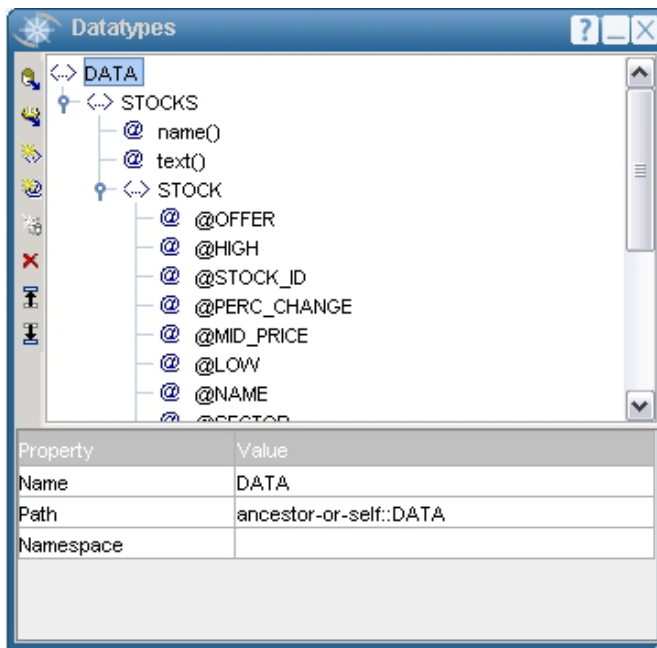 Datatypes
DATA
STOCKS
@ name()
@ text()
STOCK
@ @OFFER
@ @HIGH
@ @STOCK_ID
@ @PERC_CHANGE
@ @MID_PRICE
@ @LOW
@ @NAME
@ @SECTOR
Property Value
Name DATA
Path ancestor-or-self::DATA
Namespace